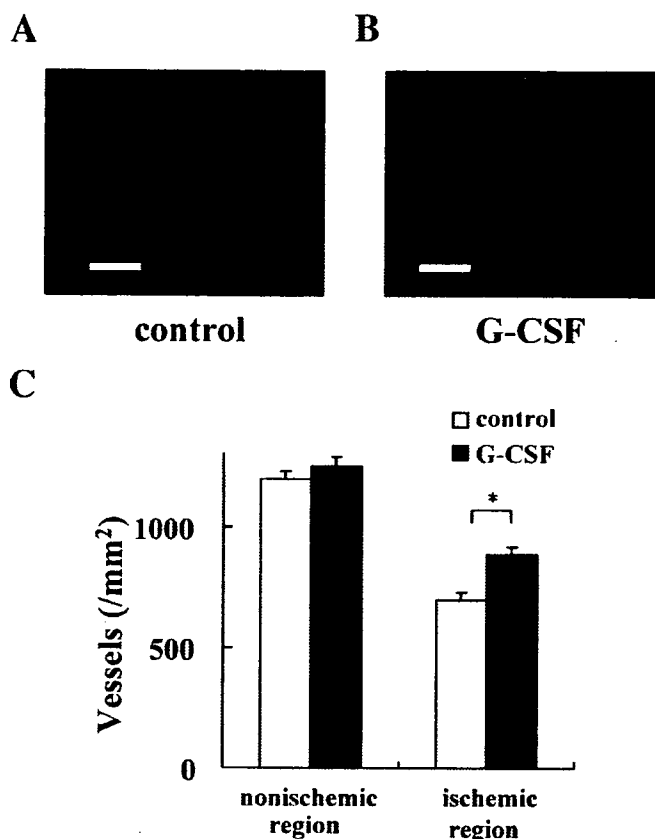 A
B
control
G-CSF
C
control
G-CSF
*
Vessels (/mm²)
1000
500
0
nonischemic region
ischemic region